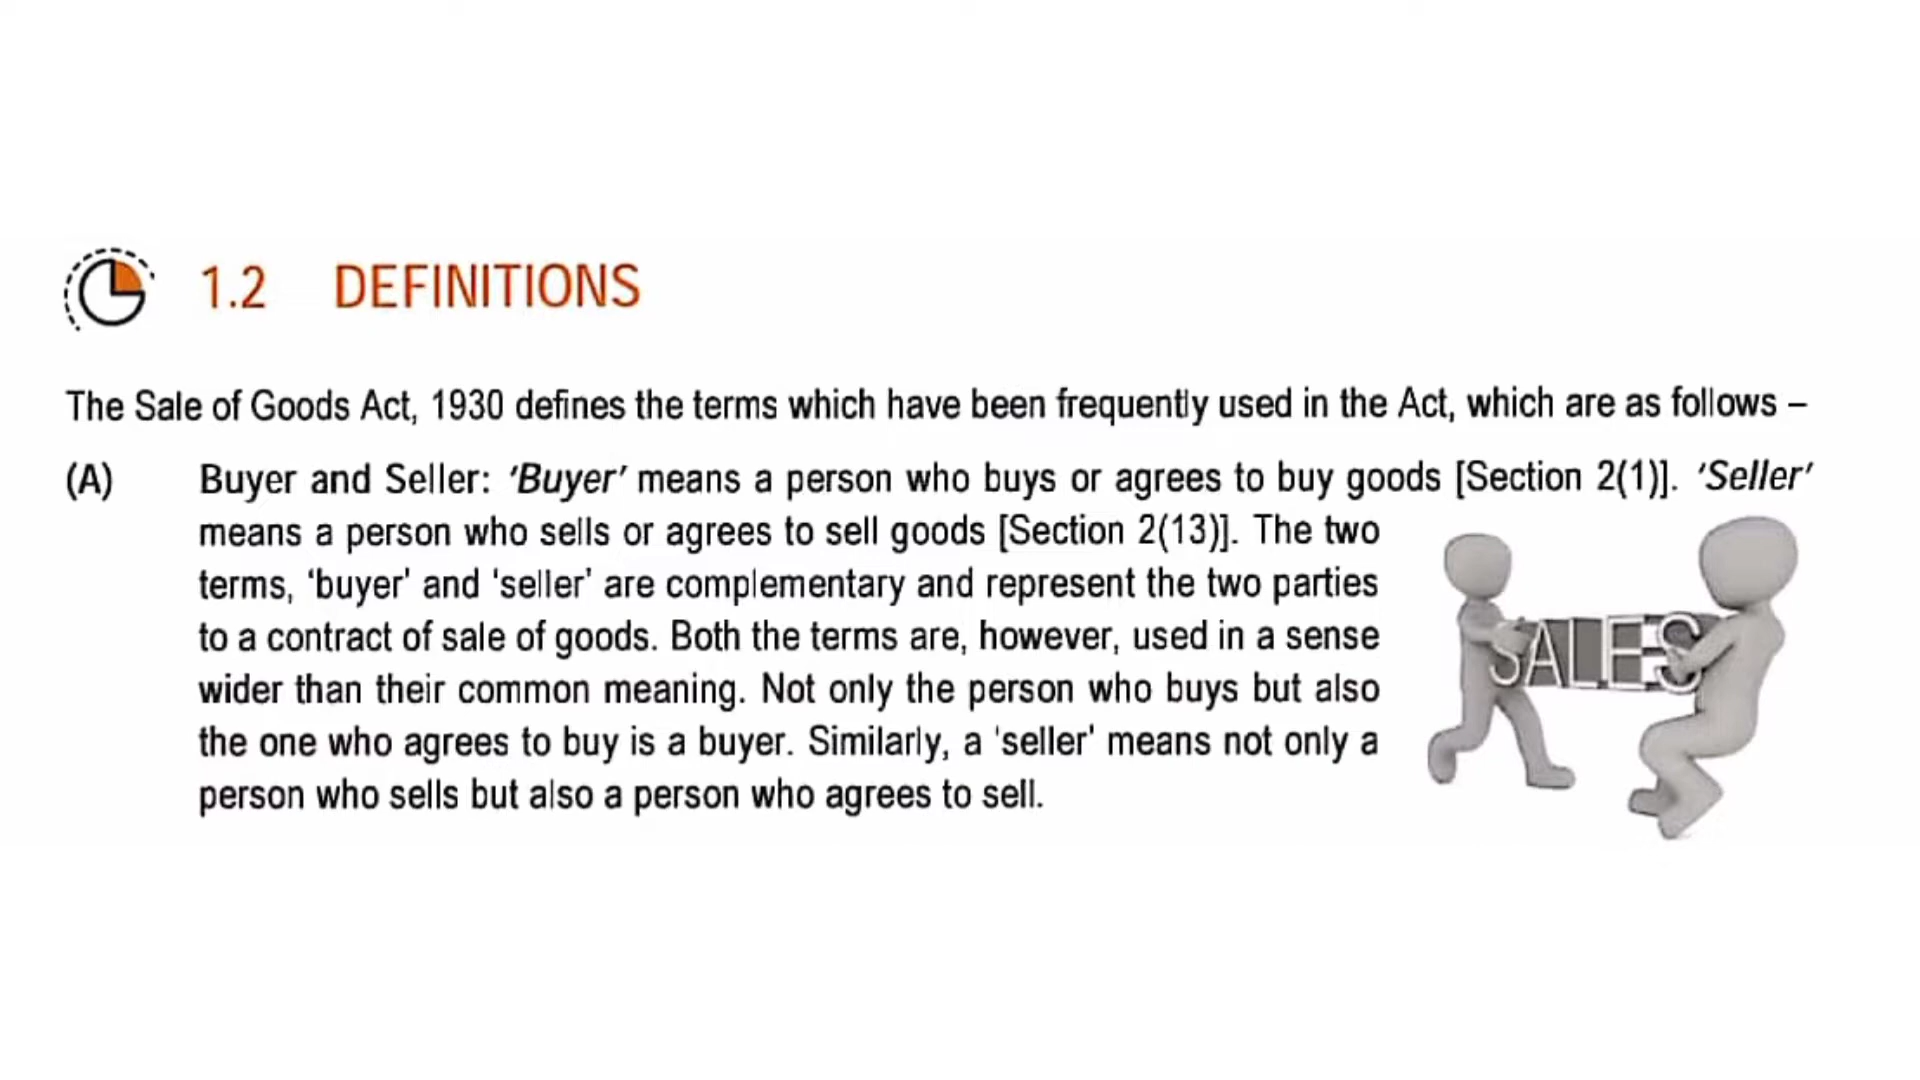 1.2 DEFINITIONS
The Sale of Goods Act, 1930 defines the terms which have been frequently used in the Act, which are as follows –
(A) Buyer and Seller: ‘Buyer’ means a person who buys or agrees to buy goods [Section 2(1)]. ‘Seller’
means a person who sells or agrees to sell goods [Section 2(13)]. The two
terms, ‘buyer’ and ‘seller’ are complementary and represent the two parties
to a contract of sale of goods. Both the terms are, however, used in a sense
wider than their common meaning. Not only the person who buys but also
the one who agrees to buy is a buyer. Similarly, a 'seller' means not only a
person who sells but also a person who agrees to sell.
SALES